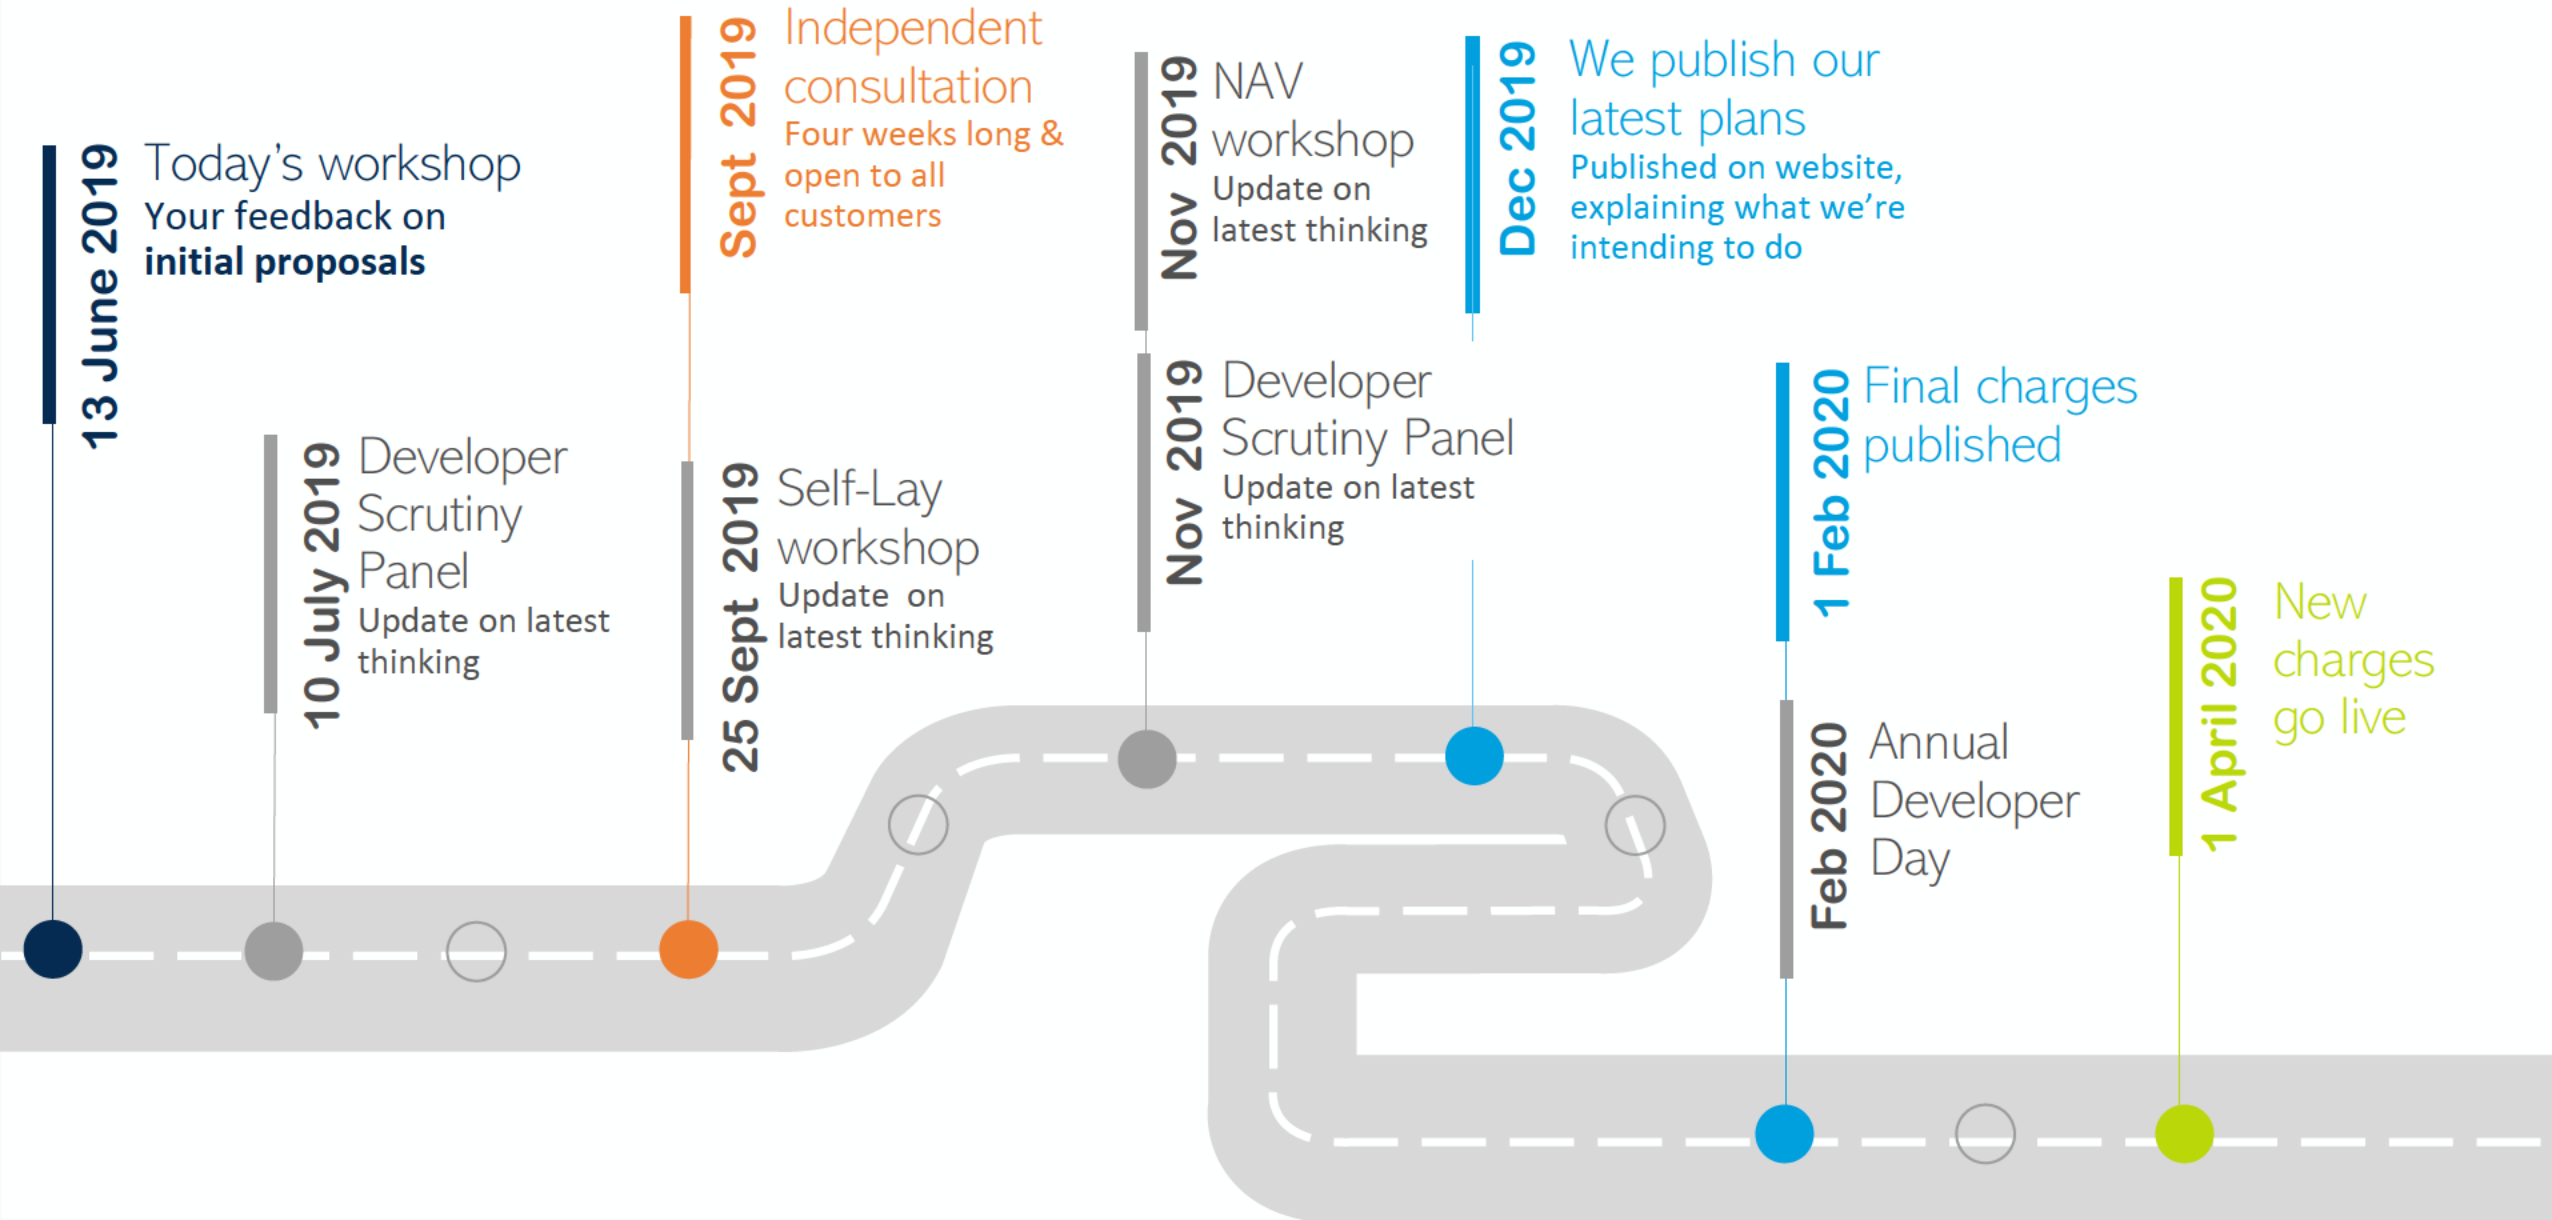 13 June 2019
Today's workshop
Your feedback on
initial proposals
10 July 2019
Developer
Scrutiny
Panel
Update on latest
thinking
Sept 2019
Independent
consultation
Four weeks long &
open to all
customers
25 Sept 2019
Self-Lay
workshop
Update on
latest thinking
Nov 2019
NAV
workshop
Update on
latest thinking
Nov 2019
Developer
Scrutiny Panel
Update on latest
thinking
Dec 2019
We publish our
latest plans
Published on website,
explaining what we're
intending to do
1 Feb 2020
Final charges
published
Feb 2020
Annual
Developer
Day
1 April 2020
New
charges
go live